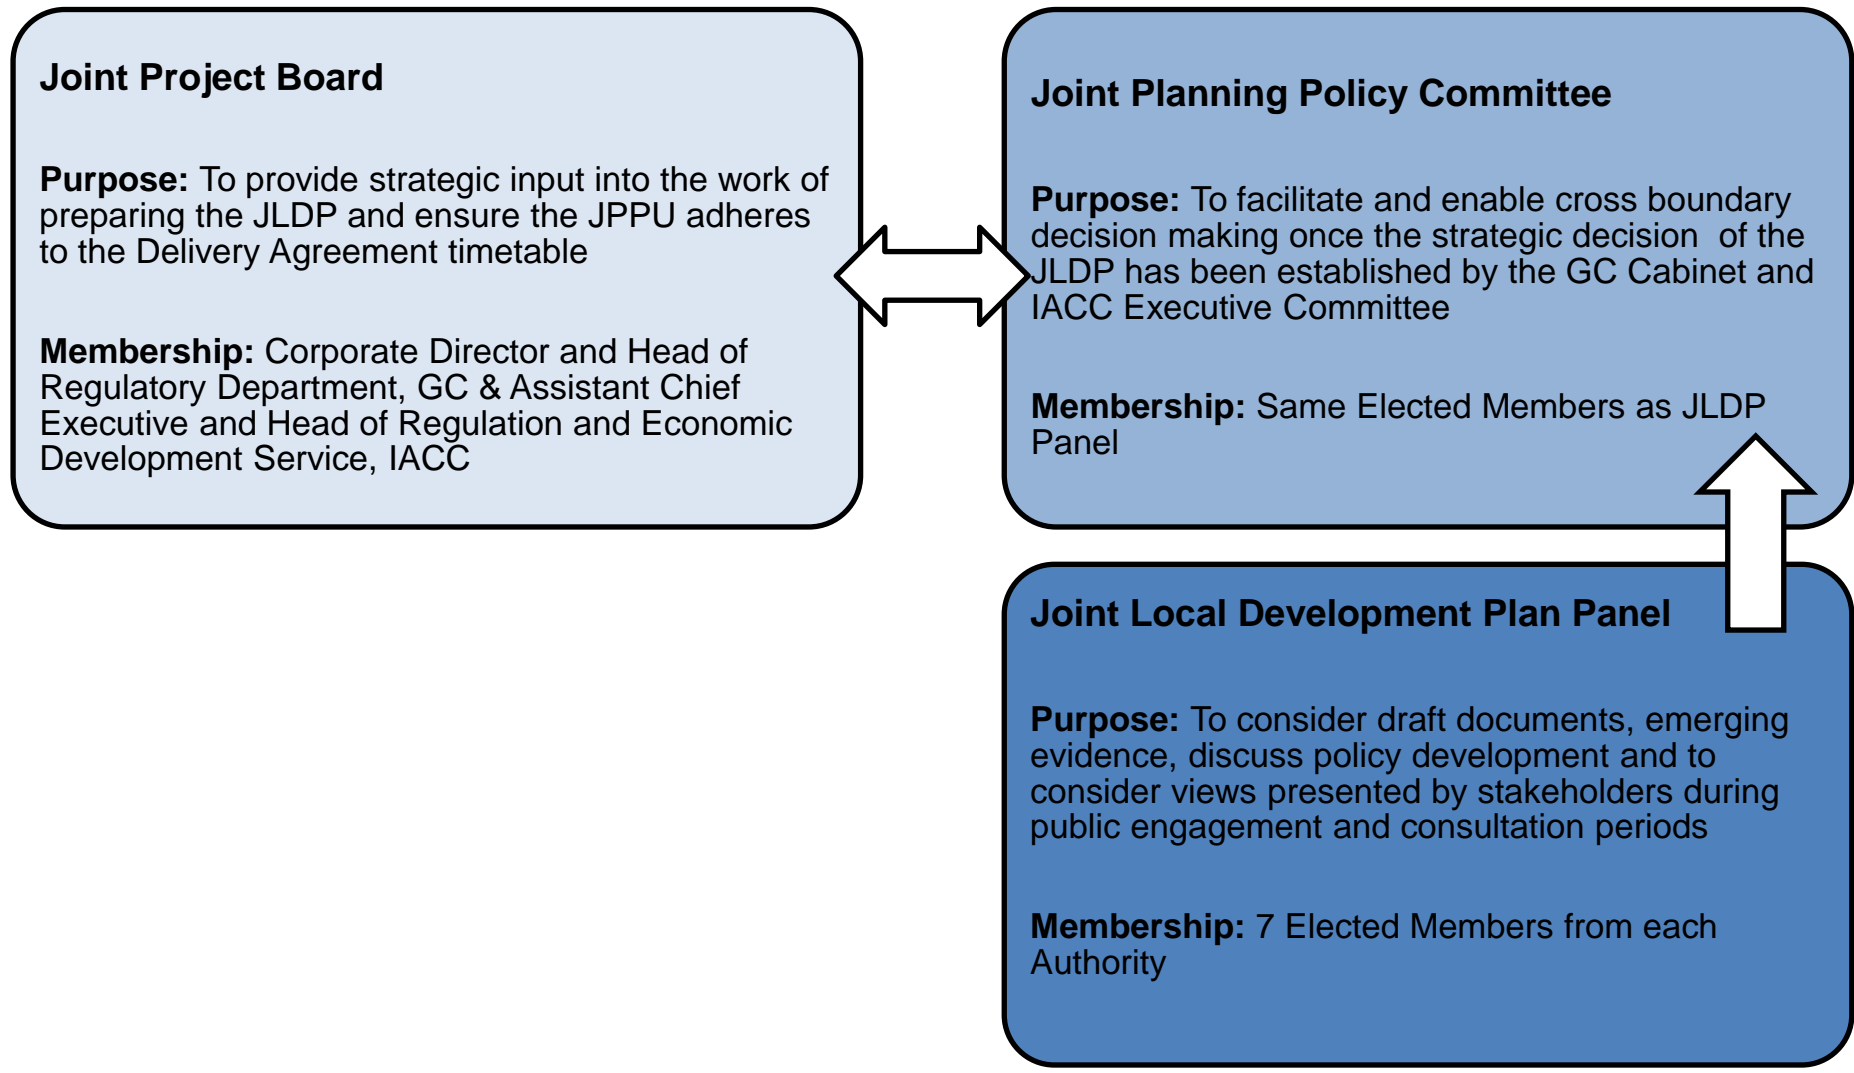 Joint Project Board
Purpose: To provide strategic input into the work of
preparing the JLDP and ensure the JPPU adheres
to the Delivery Agreement timetable
Membership: Corporate Director and Head of
Regulatory Department, GC & Assistant Chief
Executive and Head of Regulation and Economic
Development Service, IACC
Joint Planning Policy Committee
Purpose: To facilitate and enable cross boundary
decision making once the strategic decision  of the
JLDP has been established by the GC Cabinet and
IACC Executive Committee
Membership: Same Elected Members as JLDP
Panel
Joint Local Development Plan Panel
Purpose: To consider draft documents, emerging
evidence, discuss policy development and to
consider views presented by stakeholders during
public engagement and consultation periods
Membership: 7 Elected Members from each
Authority